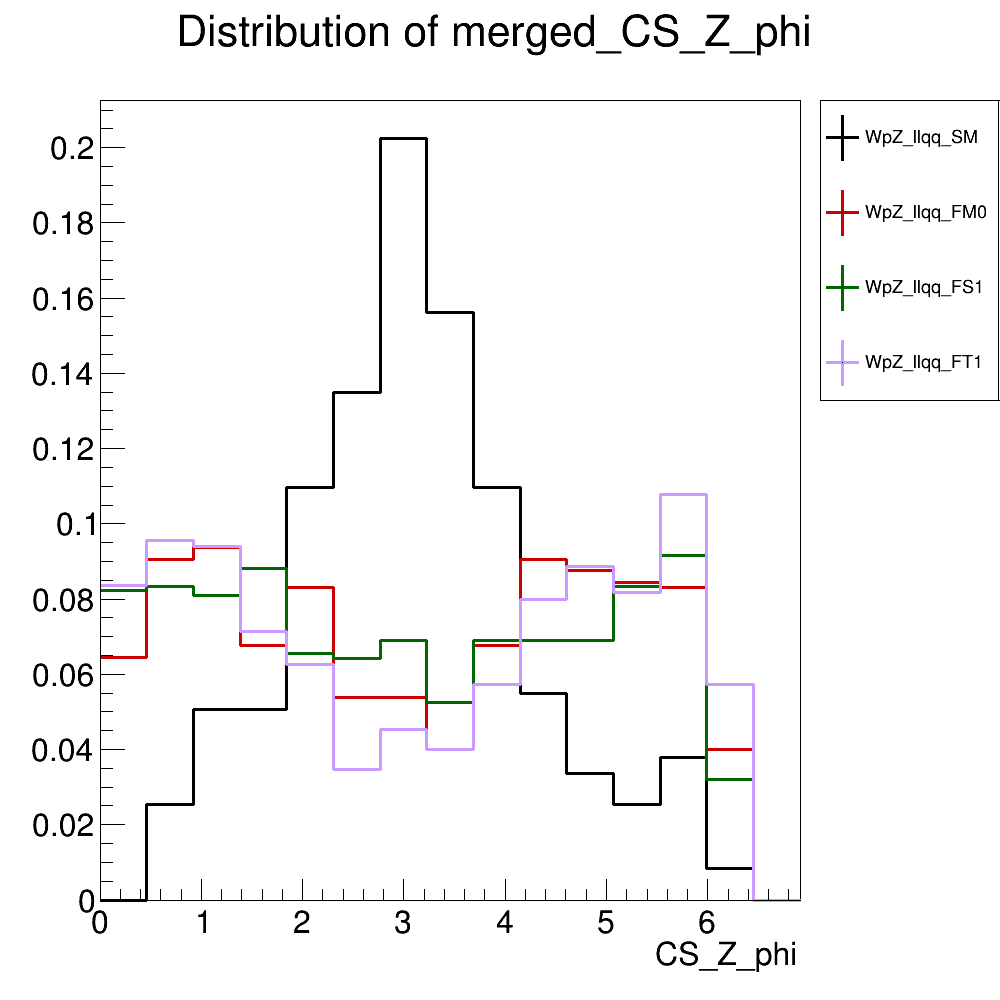 Distribution of merged_CS_Z_phi
0.2
0.18
0.16
0.14
0.12
0.1
0.08
0.06
0.04
0.02
0
0 1 2 3 4 5 6
CS_Z_phi
WpZ_llqq_SM
WpZ_llqq_FM0
WpZ_llqq_FS1
WpZ_llqq_FT1